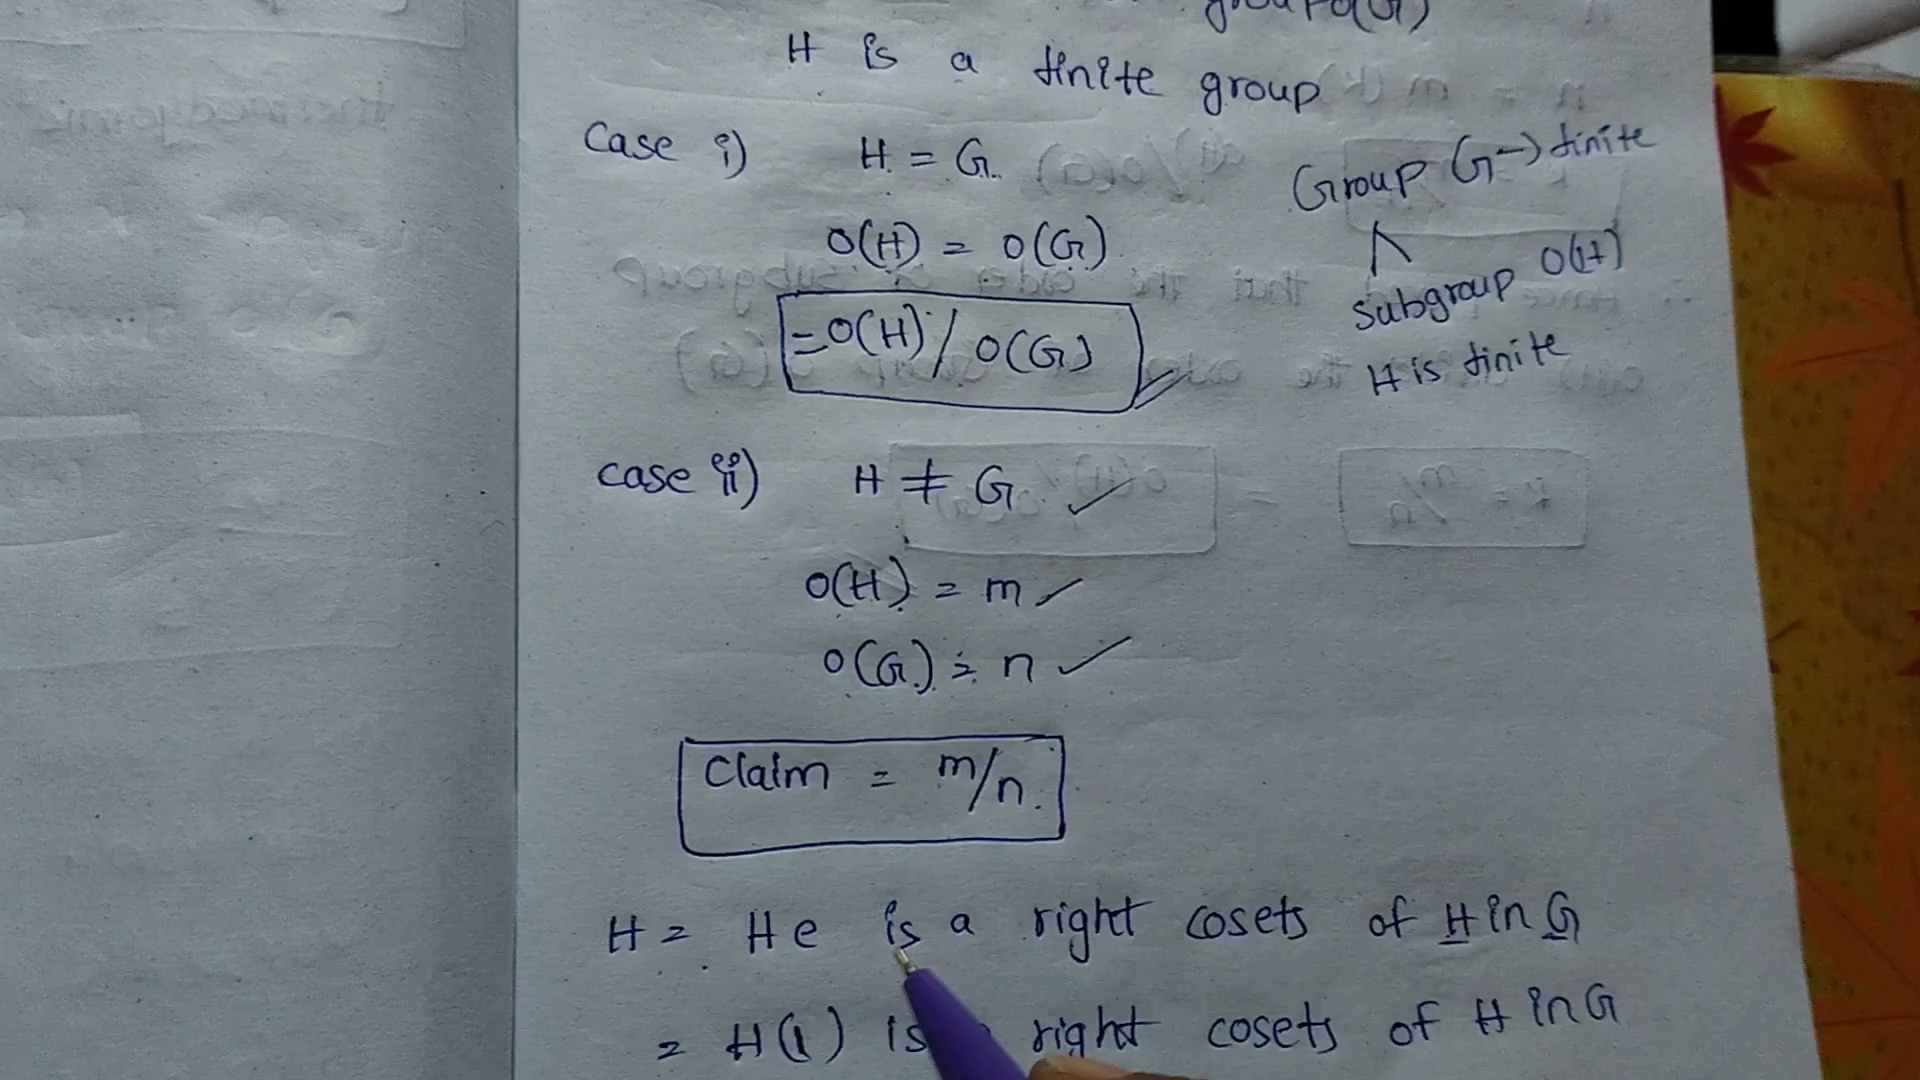 group O(G)
H is a finite group
Case i) H = G.
Group G → finite
O(H) = O(G).
subgroup O(H)
= O(H) / O(G)
H is finite
case ii) H ≠ G ✓
O(H) = m ✓
O(G) = n ✓
Claim = m/n.
H = He is a right cosets of H in G
= H(1) is right cosets of H in G